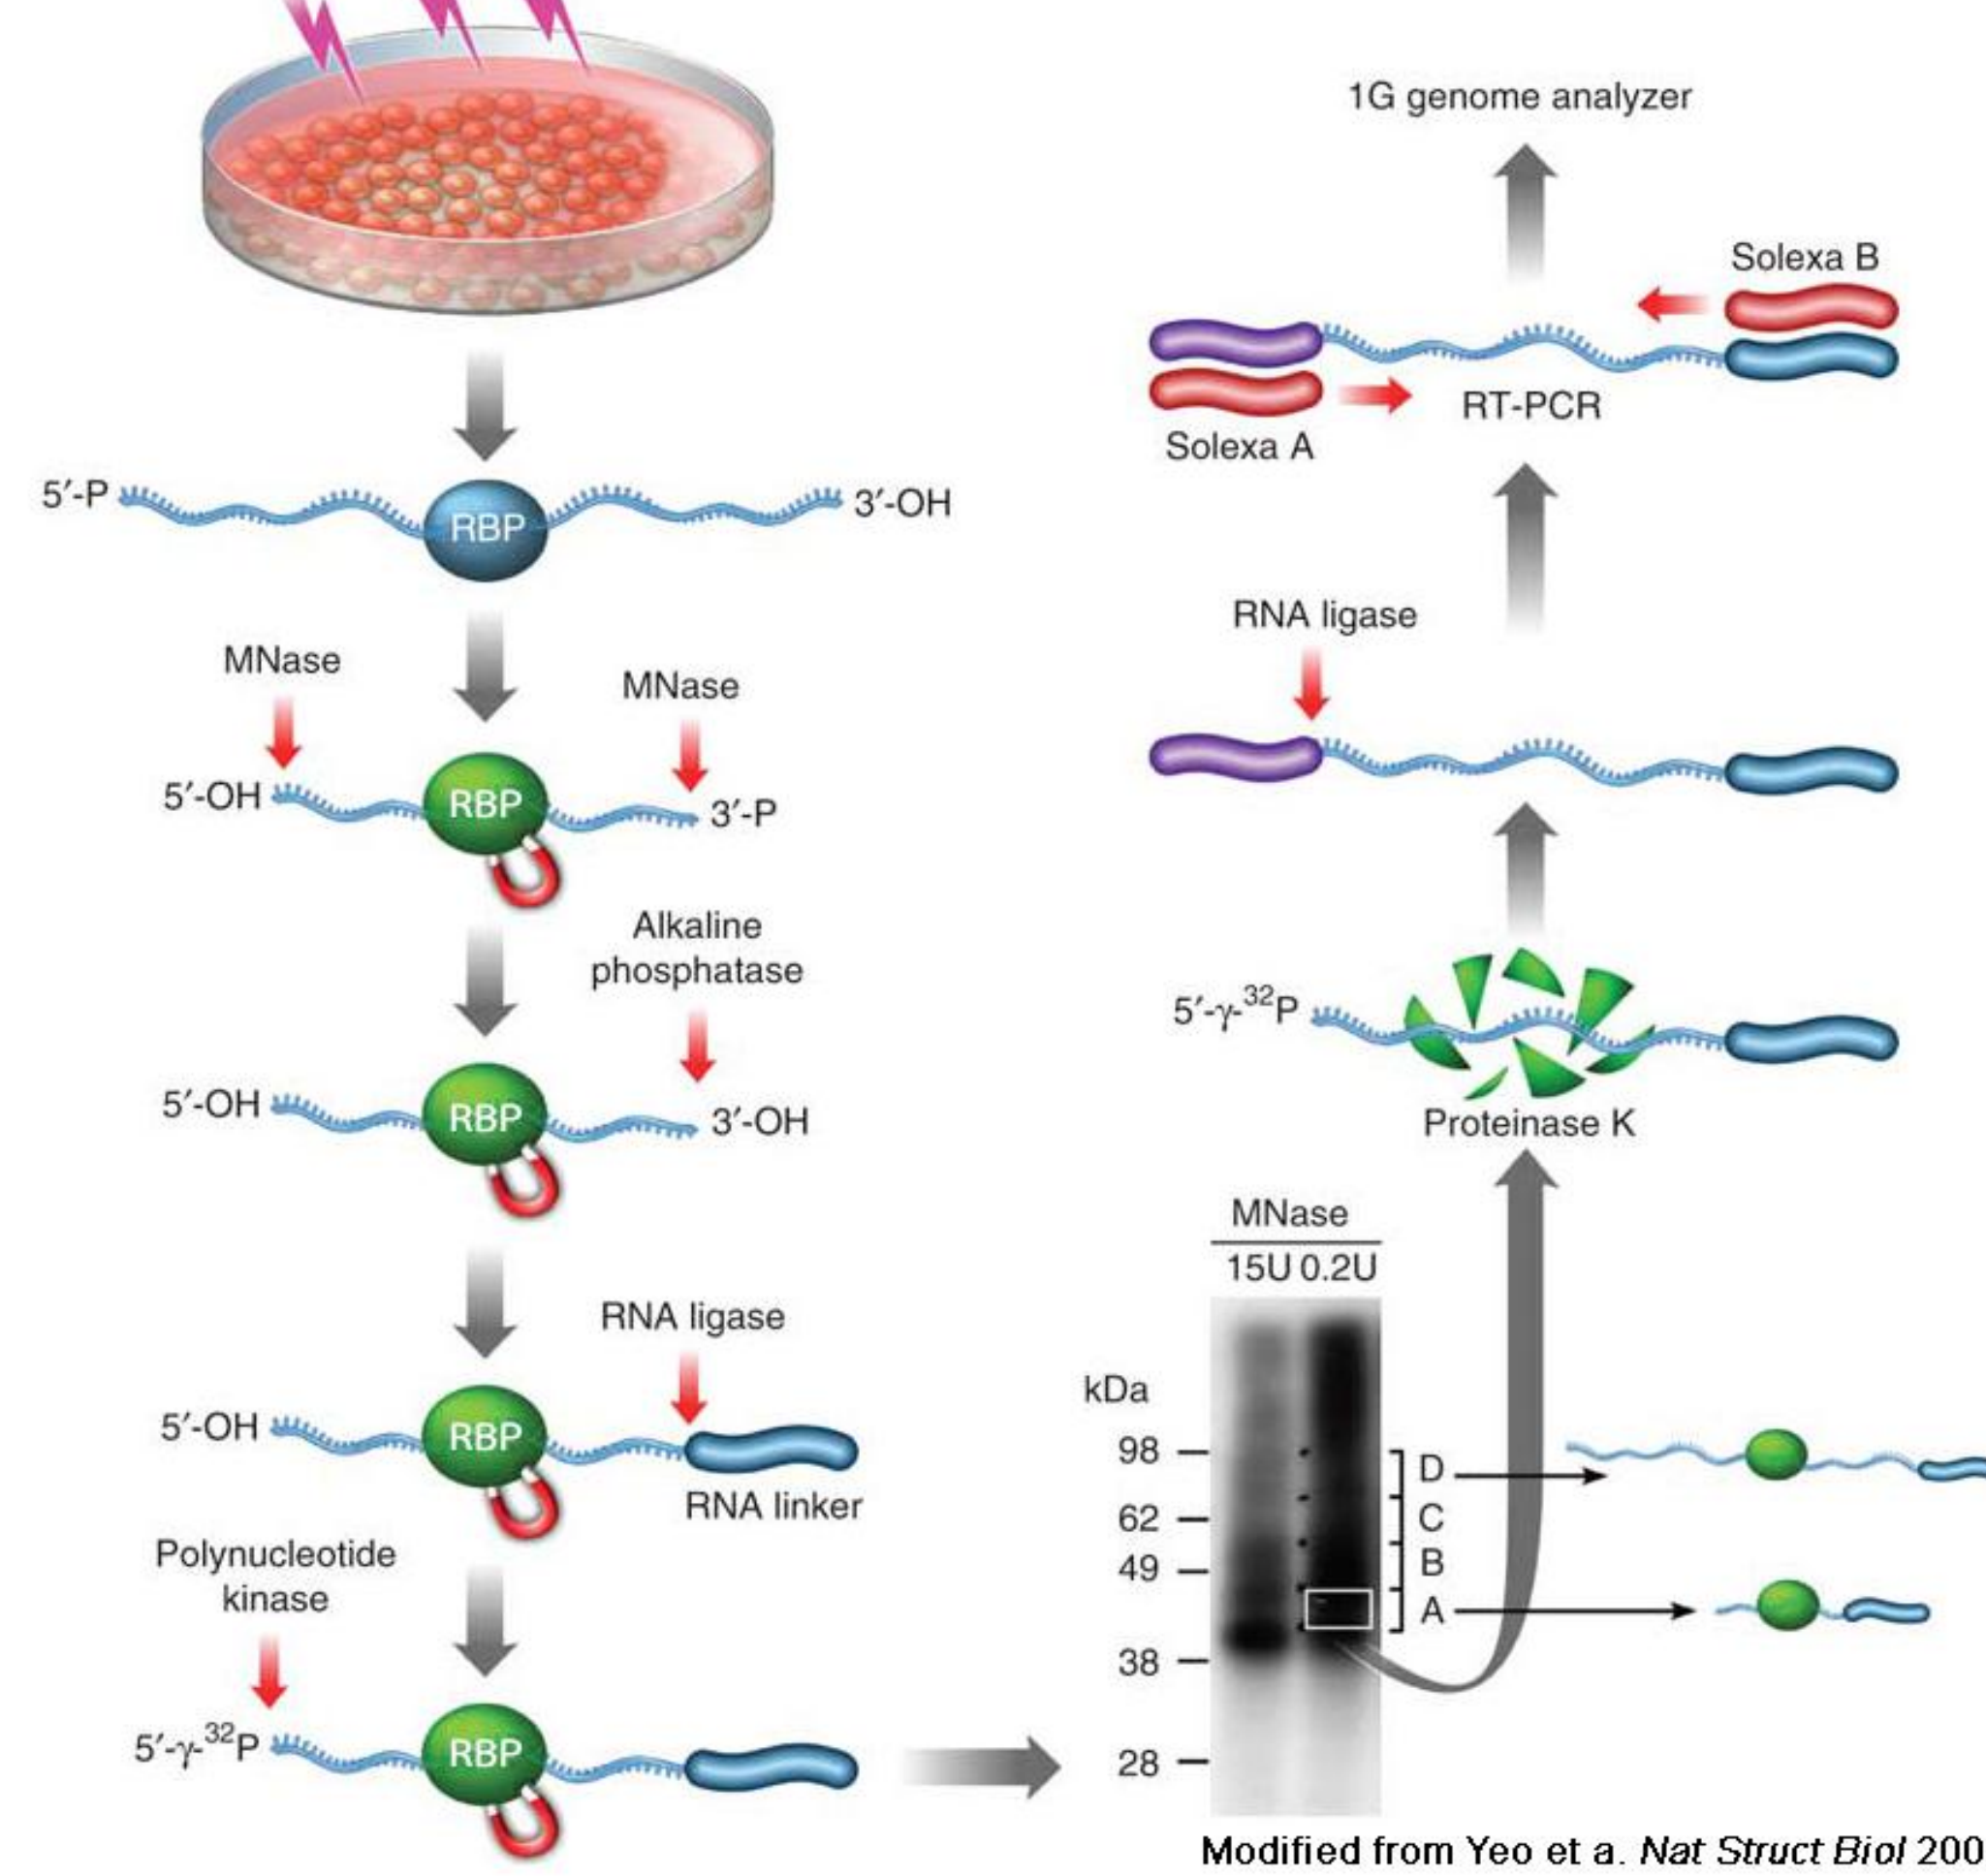 5′-P
RBP
3′-OH
MNase
MNase
5′-OH
RBP
3′-P
Alkaline
phosphatase
5′-OH
RBP
3′-OH
RNA ligase
5′-OH
RBP
RNA linker
Polynucleotide
kinase
5′-γ-³²P
RBP
1G genome analyzer
Solexa B
RT-PCR
Solexa A
RNA ligase
5′-γ-³²P
Proteinase K
MNase
15U 0.2U
kDa
98
D
62
C
49
B
A
38
28
Modified from Yeo et a. Nat Struct Biol 200